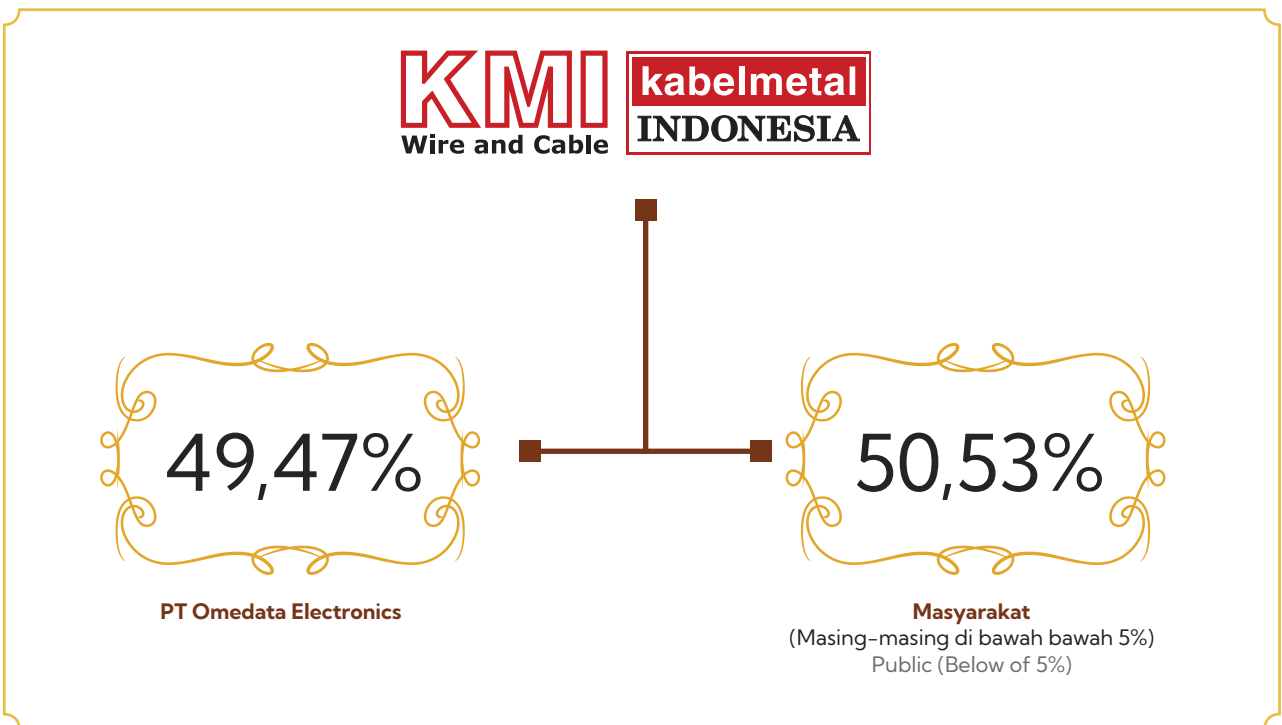 KMI
Wire and Cable
kabelmetal
INDONESIA
49,47%
50,53%
PT Omedata Electronics
Masyarakat
(Masing-masing di bawah bawah 5%)
Public (Below of 5%)